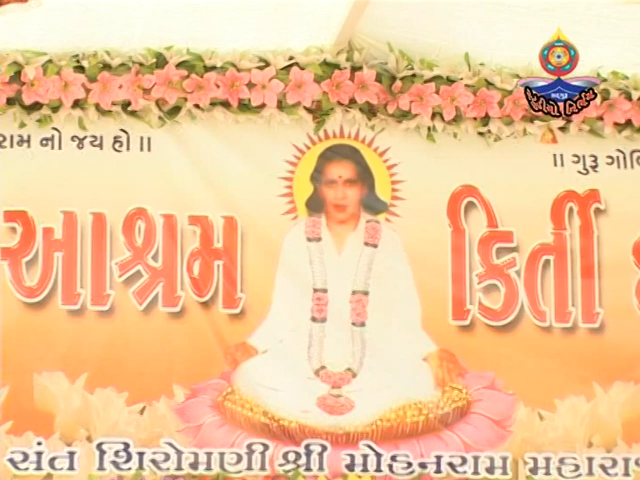 રામ નો જય હો ॥
॥ ગુરૂ ગોવિ
આશ્રમ કિર્તી
સંત શિરોમણી શ્રી મોહનરામ મહારાજ